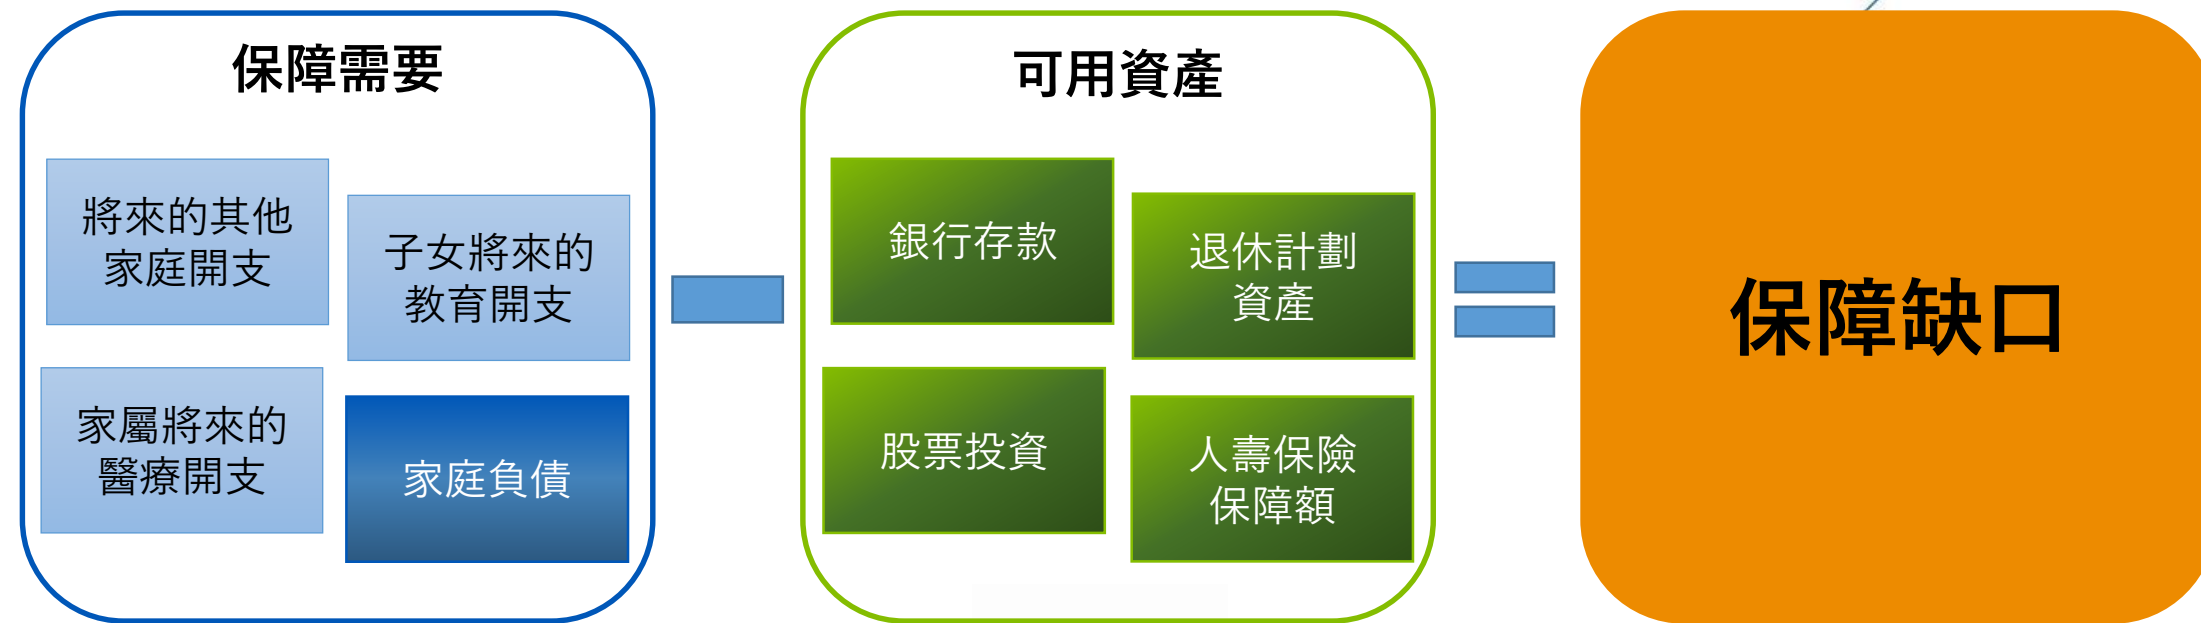 保障需要
將來的其他
家庭開支
子女將來的
教育開支
家屬將來的
醫療開支
家庭負債
可用資產
銀行存款
退休計劃
資產
股票投資
人壽保險
保障額
保障缺口